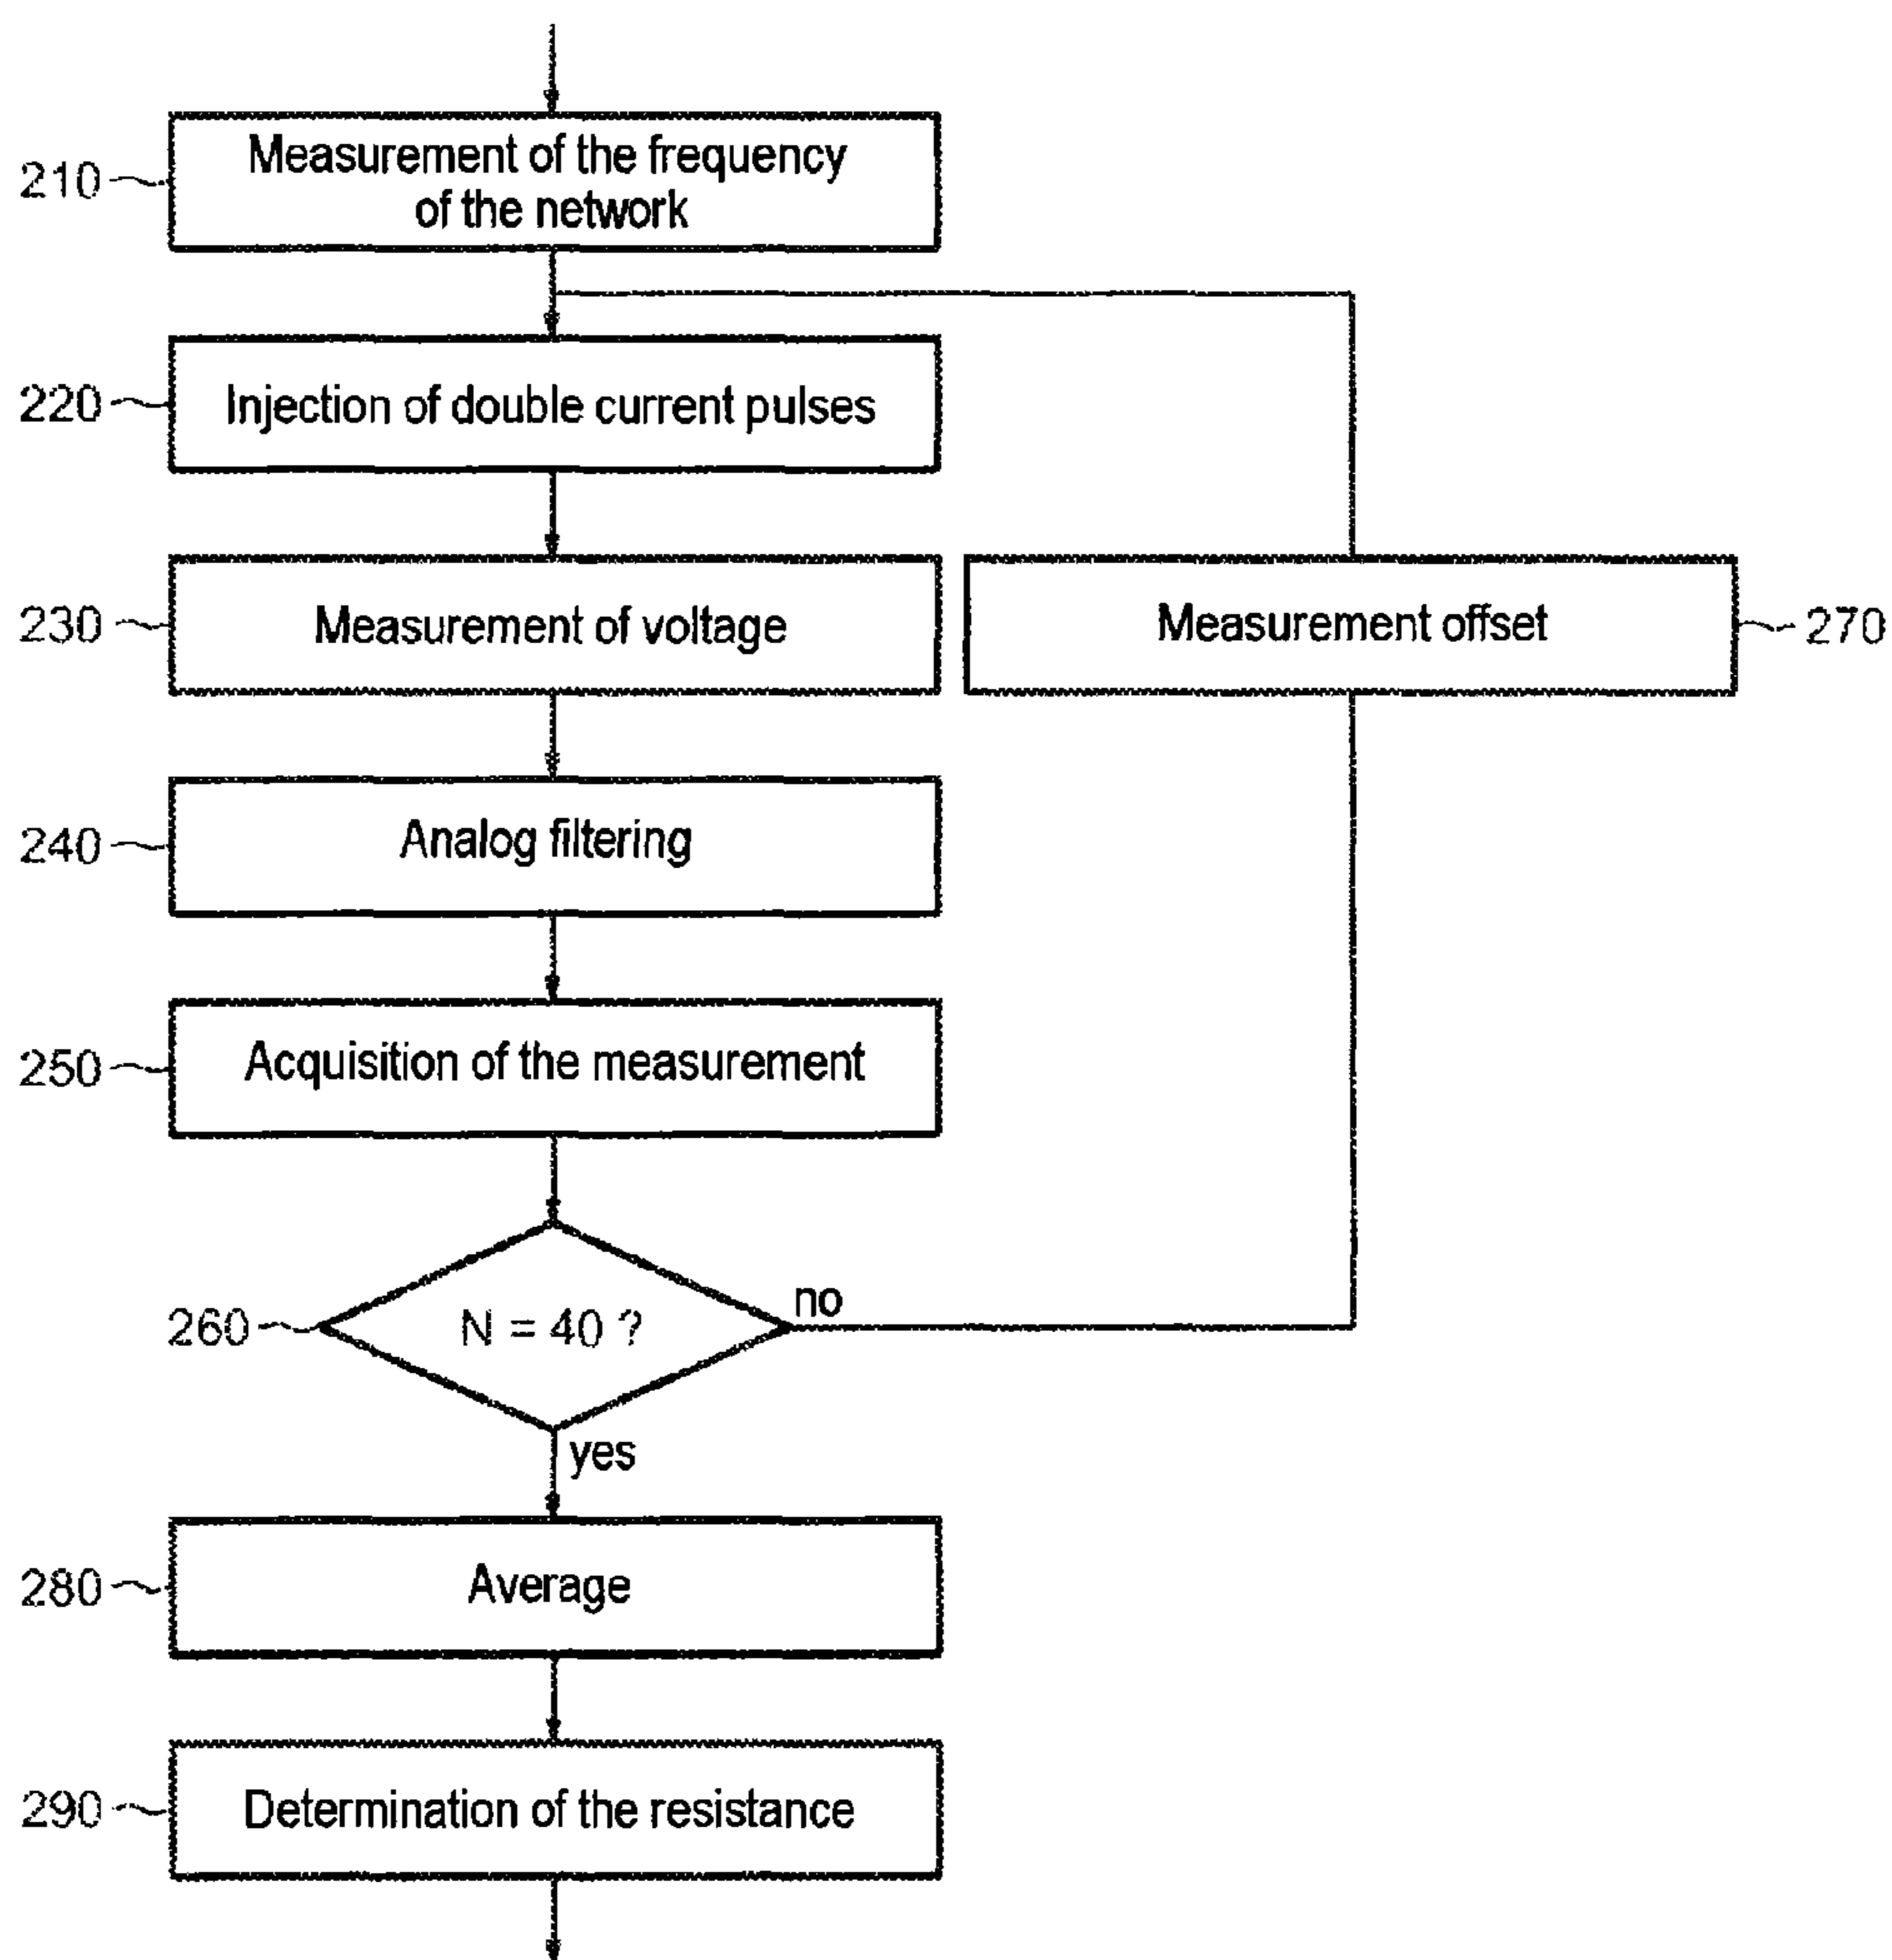 210
Measurement of the frequency
of the network
220
Injection of double current pulses
230
Measurement of voltage
Measurement offset
270
240
Analog filtering
250
Acquisition of the measurement
260
N = 40 ?
no
yes
280
Average
290
Determination of the resistance